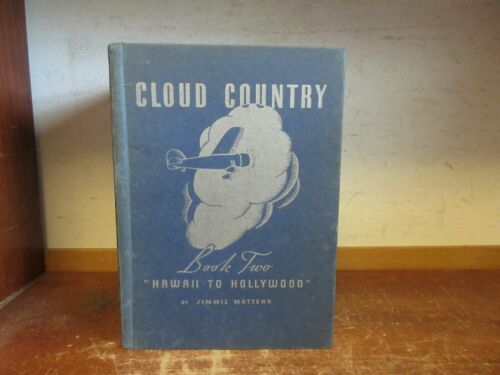 CLOUD COUNTRY
Book Two
"HAWAII TO HOLLYWOOD"
BY JIMMIE MATTERN